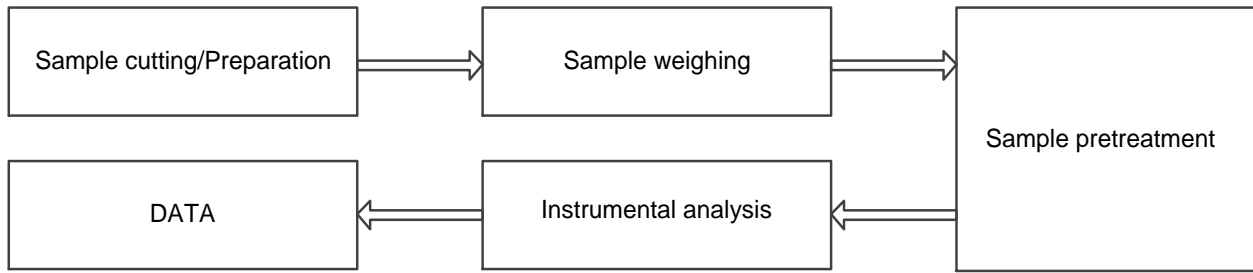 Sample cutting/Preparation
Sample weighing
Sample pretreatment
Instrumental analysis
DATA